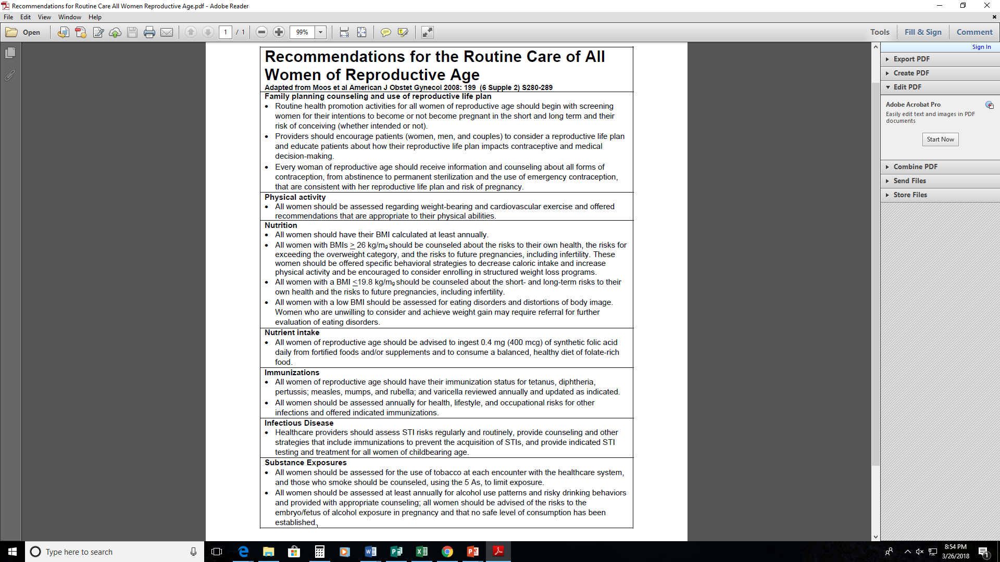 Recommendations for Routine Care All Women Reproductive Age.pdf - Adobe Reader
File Edit View Window Help
Open 1 / 1 99% Tools Fill & Sign Comment
Sign In
Export PDF
Create PDF
Edit PDF
Adobe Acrobat Pro
Easily edit text and images in PDF
documents
Start Now
Combine PDF
Send Files
Store Files
Recommendations for the Routine Care of All
Women of Reproductive Age
Adapted from Moos et al American J Obstet Gynecol 2008: 199 (6 Supple 2) S280-289
Family planning counseling and use of reproductive life plan
• Routine health promotion activities for all women of reproductive age should begin with screening
women for their intentions to become or not become pregnant in the short and long term and their
risk of conceiving (whether intended or not).
• Providers should encourage patients (women, men, and couples) to consider a reproductive life plan
and educate patients about how their reproductive life plan impacts contraceptive and medical
decision-making.
• Every woman of reproductive age should receive information and counseling about all forms of
contraception, from abstinence to permanent sterilization and the use of emergency contraception,
that are consistent with her reproductive life plan and risk of pregnancy.
Physical activity
• All women should be assessed regarding weight-bearing and cardiovascular exercise and offered
recommendations that are appropriate to their physical abilities.
Nutrition
• All women should have their BMI calculated at least annually.
• All women with BMIs ≥ 26 kg/mg should be counseled about the risks to their own health, the risks for
exceeding the overweight category, and the risks to future pregnancies, including infertility. These
women should be offered specific behavioral strategies to decrease caloric intake and increase
physical activity and be encouraged to consider enrolling in structured weight loss programs.
• All women with a BMI ≤19.8 kg/mg should be counseled about the short- and long-term risks to their
own health and the risks to future pregnancies, including infertility.
• All women with a low BMI should be assessed for eating disorders and distortions of body image.
Women who are unwilling to consider and achieve weight gain may require referral for further
evaluation of eating disorders.
Nutrient intake
• All women of reproductive age should be advised to ingest 0.4 mg (400 mcg) of synthetic folic acid
daily from fortified foods and/or supplements and to consume a balanced, healthy diet of folate-rich
food.
Immunizations
• All women of reproductive age should have their immunization status for tetanus, diphtheria,
pertussis; measles, mumps, and rubella; and varicella reviewed annually and updated as indicated.
• All women should be assessed annually for health, lifestyle, and occupational risks for other
infections and offered indicated immunizations.
Infectious Disease
• Healthcare providers should assess STI risks regularly and routinely, provide counseling and other
strategies that include immunizations to prevent the acquisition of STIs, and provide indicated STI
testing and treatment for all women of childbearing age.
Substance Exposures
• All women should be assessed for the use of tobacco at each encounter with the healthcare system,
and those who smoke should be counseled, using the 5 As, to limit exposure.
• All women should be assessed at least annually for alcohol use patterns and risky drinking behaviors
and provided with appropriate counseling; all women should be advised of the risks to the
embryo/fetus of alcohol exposure in pregnancy and that no safe level of consumption has been
established.
Type here to search
8:54 PM
3/26/2018
1